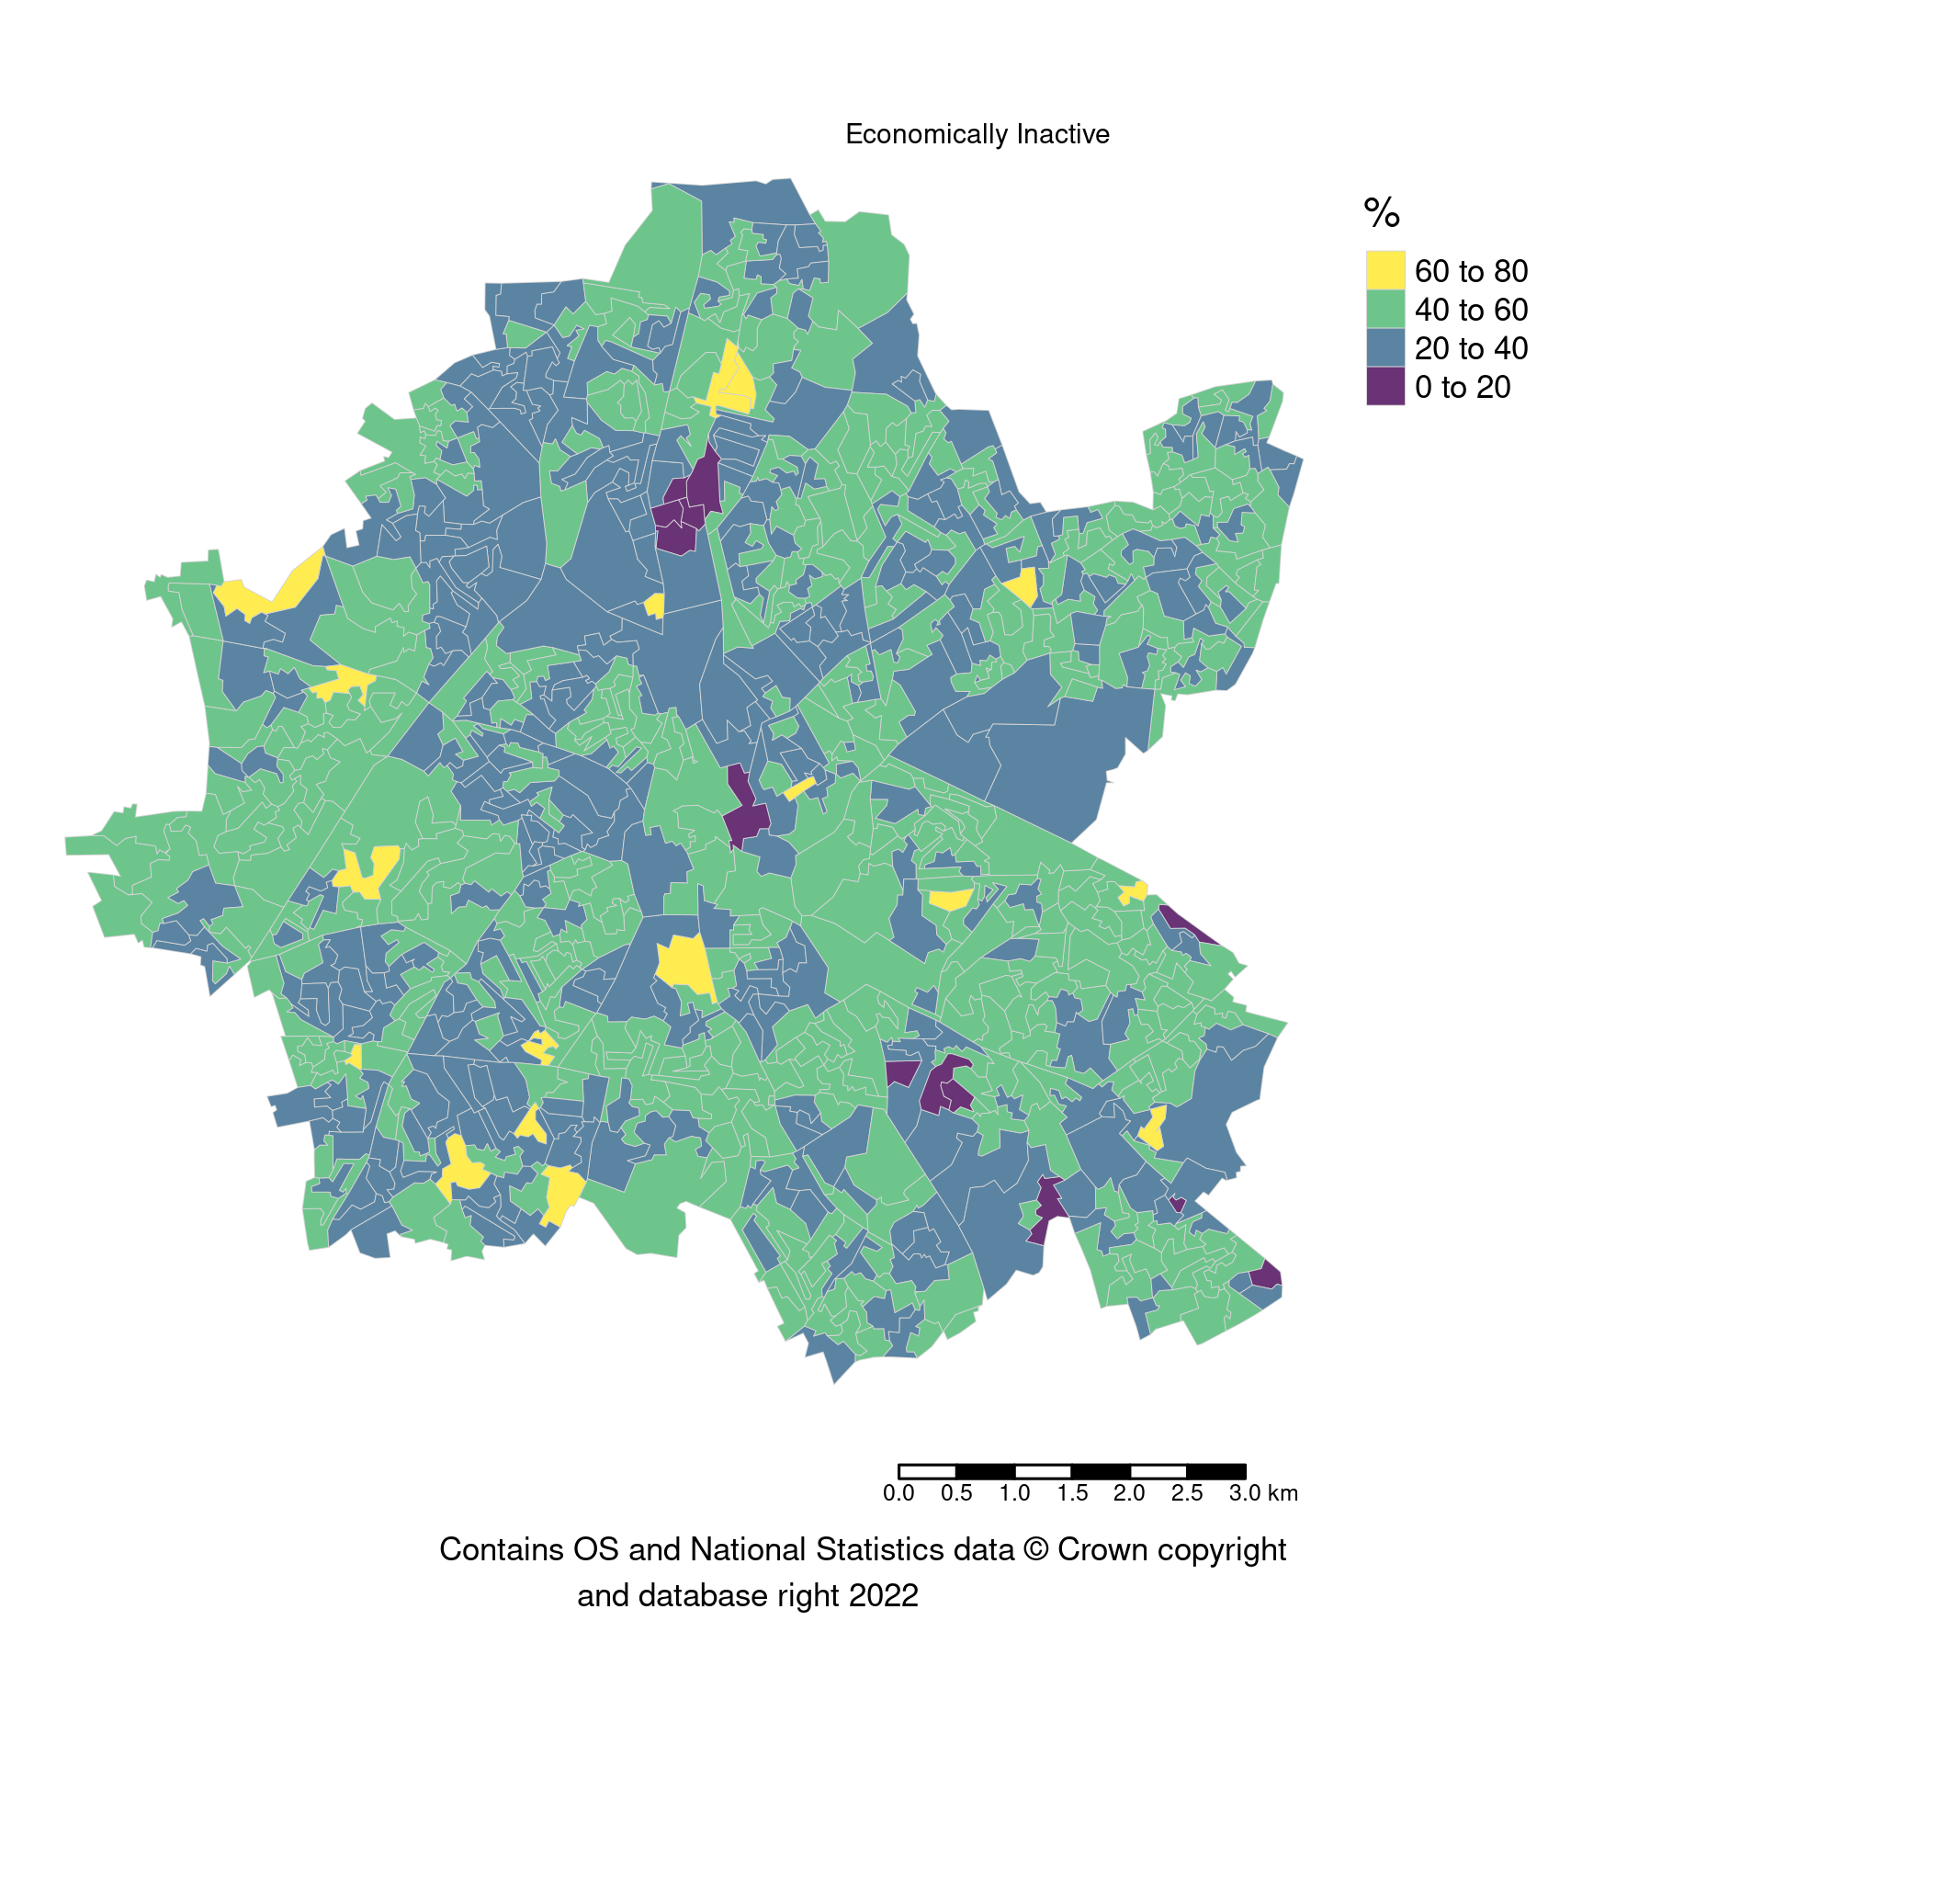 Economically Inactive
%
60 to 80
40 to 60
20 to 40
0 to 20
0.0 0.5 1.0 1.5 2.0 2.5 3.0 km
Contains OS and National Statistics data © Crown copyright
and database right 2022